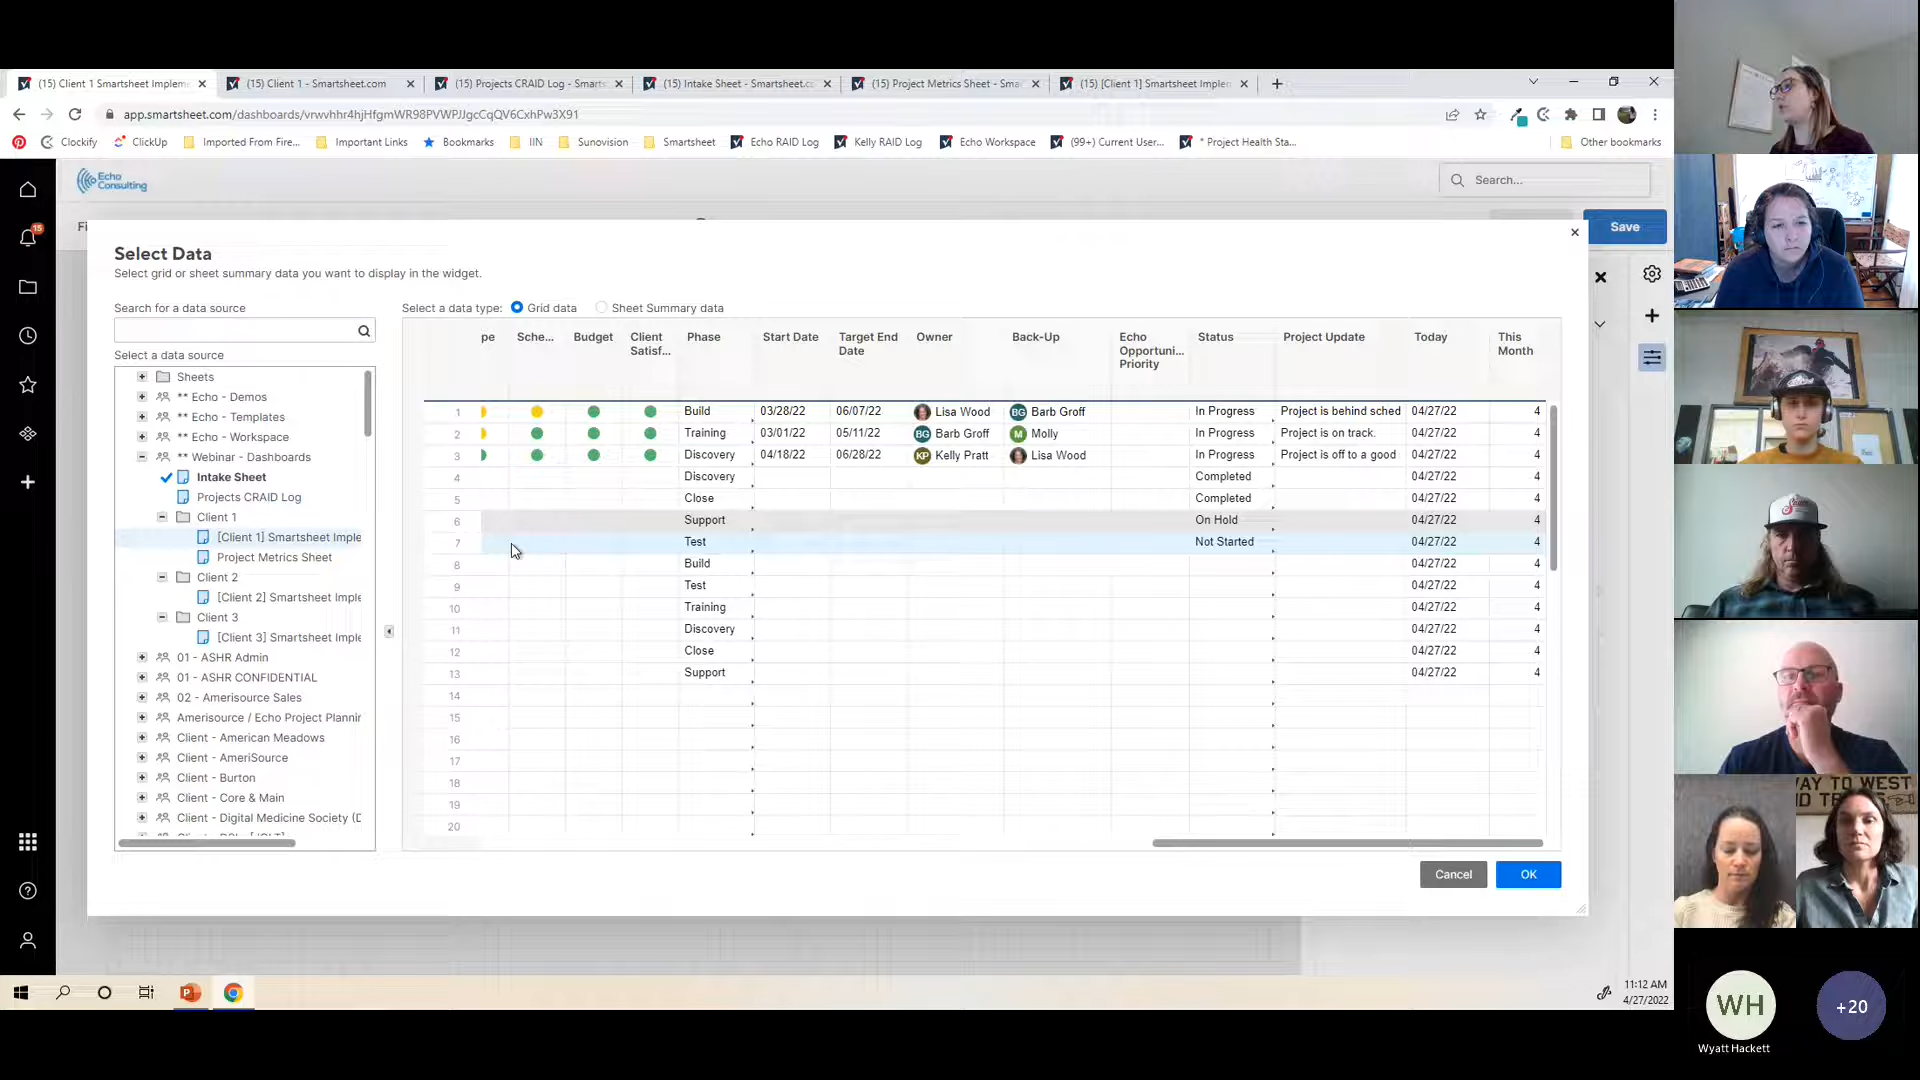 (15) Client 1 Smartsheet Implem
(15) Client 1 - Smartsheet.com
(15) Projects CRAID Log - Smarts
(15) Intake Sheet - Smartsheet.c
(15) Project Metrics Sheet - Sma
(15) [Client 1] Smartsheet Implen
app.smartsheet.com/dashboards/vrwvhhr4hjHfgmWR98PVWPJJgcCqQV6CxhPw3X91
Clockify
ClickUp
Imported From Fire...
Important Links
Bookmarks
IIN
Sunovision
Smartsheet
Echo RAID Log
Kelly RAID Log
Echo Workspace
(99+) Current User...
* Project Health Sta...
Other bookmarks
15
Echo
Consulting
Search...
Fi
Save
Select Data
Select grid or sheet summary data you want to display in the widget.
Search for a data source
Select a data source
Sheets
** Echo - Demos
** Echo - Templates
** Echo - Workspace
** Webinar - Dashboards
Intake Sheet
Projects CRAID Log
Client 1
[Client 1] Smartsheet Imple
Project Metrics Sheet
Client 2
[Client 2] Smartsheet Imple
Client 3
[Client 3] Smartsheet Imple
01 - ASHR Admin
01 - ASHR CONFIDENTIAL
02 - Amerisource Sales
Amerisource / Echo Project Plannin
Client - American Meadows
Client - AmeriSource
Client - Burton
Client - Core & Main
Client - Digital Medicine Society (D
Select a data type: Grid data Sheet Summary data
pe Sche... Budget Client Satisf... Phase Start Date Target End Date Owner Back-Up Echo Opportuni... Priority Status Project Update Today This Month
1 Build 03/28/22 06/07/22 Lisa Wood BG Barb Groff In Progress Project is behind sched 04/27/22 4
2 Training 03/01/22 05/11/22 BG Barb Groff M Molly In Progress Project is on track. 04/27/22 4
3 Discovery 04/18/22 06/28/22 KP Kelly Pratt Lisa Wood In Progress Project is off to a good 04/27/22 4
4 Discovery Completed 04/27/22 4
5 Close Completed 04/27/22 4
6 Support On Hold 04/27/22 4
7 Test Not Started 04/27/22 4
8 Build 04/27/22 4
9 Test 04/27/22 4
10 Training 04/27/22 4
11 Discovery 04/27/22 4
12 Close 04/27/22 4
13 Support 04/27/22 4
14
15
16
17
18
19
20
Cancel
OK
11:12 AM
4/27/2022
WAY TO WEST
WH
Wyatt Hackett
+20